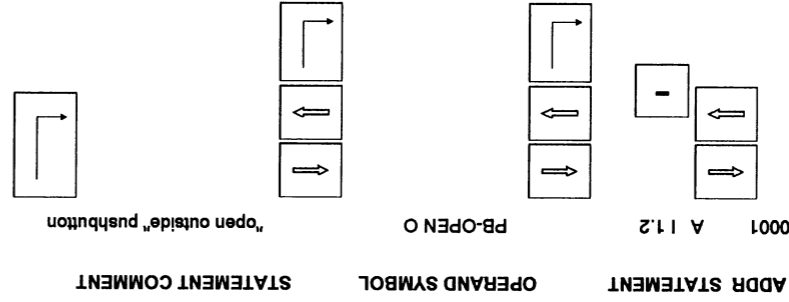 ADDR STATEMENT OPERAND SYMBOL STATEMENT COMMENT
0001 A I 1.2 PB-OPEN O "open outside" pushbutton
-